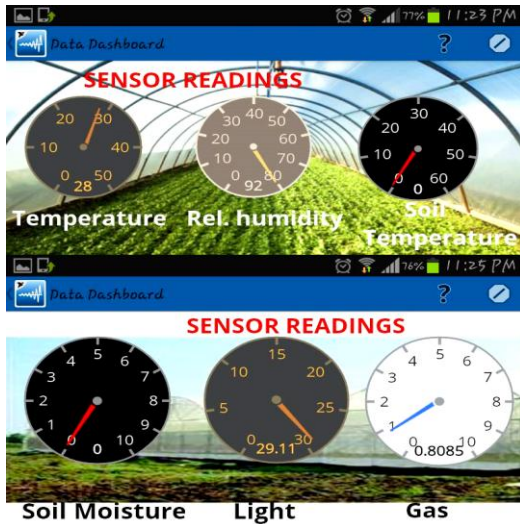 77% 11:23 PM
Data Dashboard ?
SENSOR READINGS
0 10 20 30 40 50
28
Temperature
0 10 20 30 40 50 60 70 80
92
Rel. humidity
0 10 20 30 40 50 60
0
Soil
Temperature
76% 11:25 PM
Data Dashboard ?
SENSOR READINGS
0 1 2 3 4 5 6 7 8 9 10
0
Soil Moisture
0 5 10 15 20 25 30
29.11
Light
0 1 2 3 4 5 6 7 8 9 10
0.8085
Gas